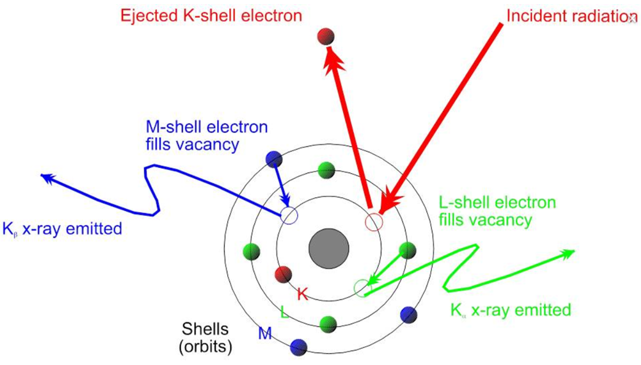 Ejected K-shell electron
Incident radiation
M-shell electron
fills vacancy
L-shell electron
fills vacancy
Kβ x-ray emitted
Kα x-ray emitted
K
L
M
Shells
(orbits)